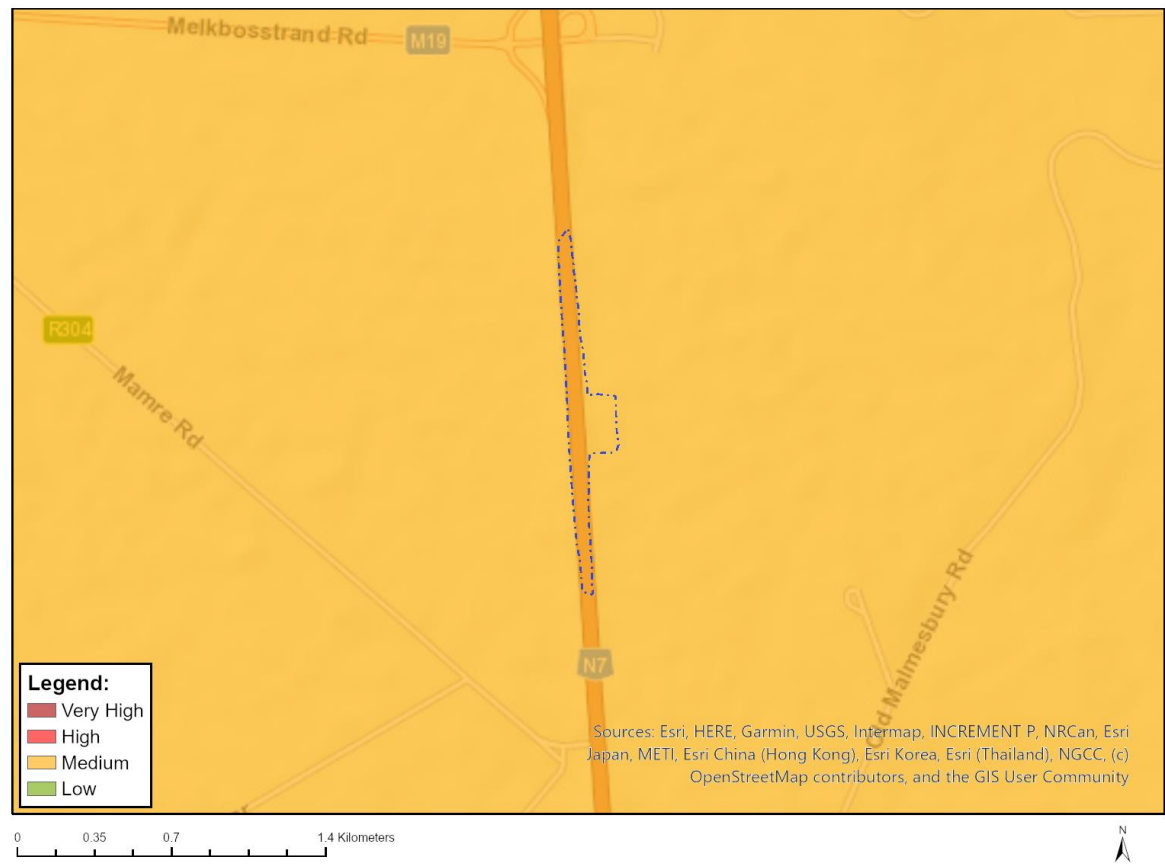 Melkbosstrand Rd
M19
R304
Mamre Rd
Old Malmesbury Rd
N7
Legend:
Very High
High
Medium
Low
Sources: Esri, HERE, Garmin, USGS, Intermap, INCREMENT P, NRCan, Esri
Japan, METI, Esri China (Hong Kong), Esri Korea, Esri (Thailand), NGCC, (c)
OpenStreetMap contributors, and the GIS User Community
0 0.35 0.7 1.4 Kilometers
N